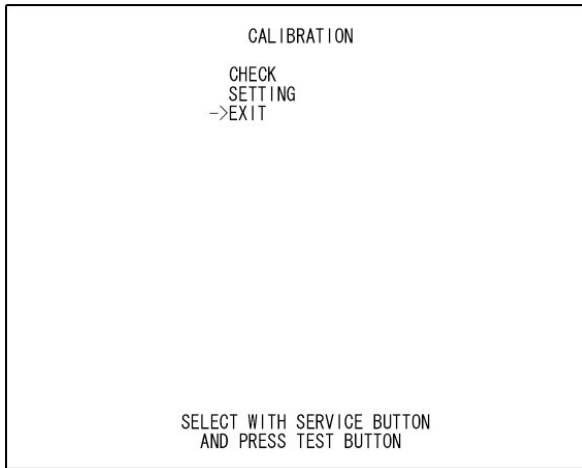 CALIBRATION
CHECK
SETTING
->EXIT
SELECT WITH SERVICE BUTTON
AND PRESS TEST BUTTON